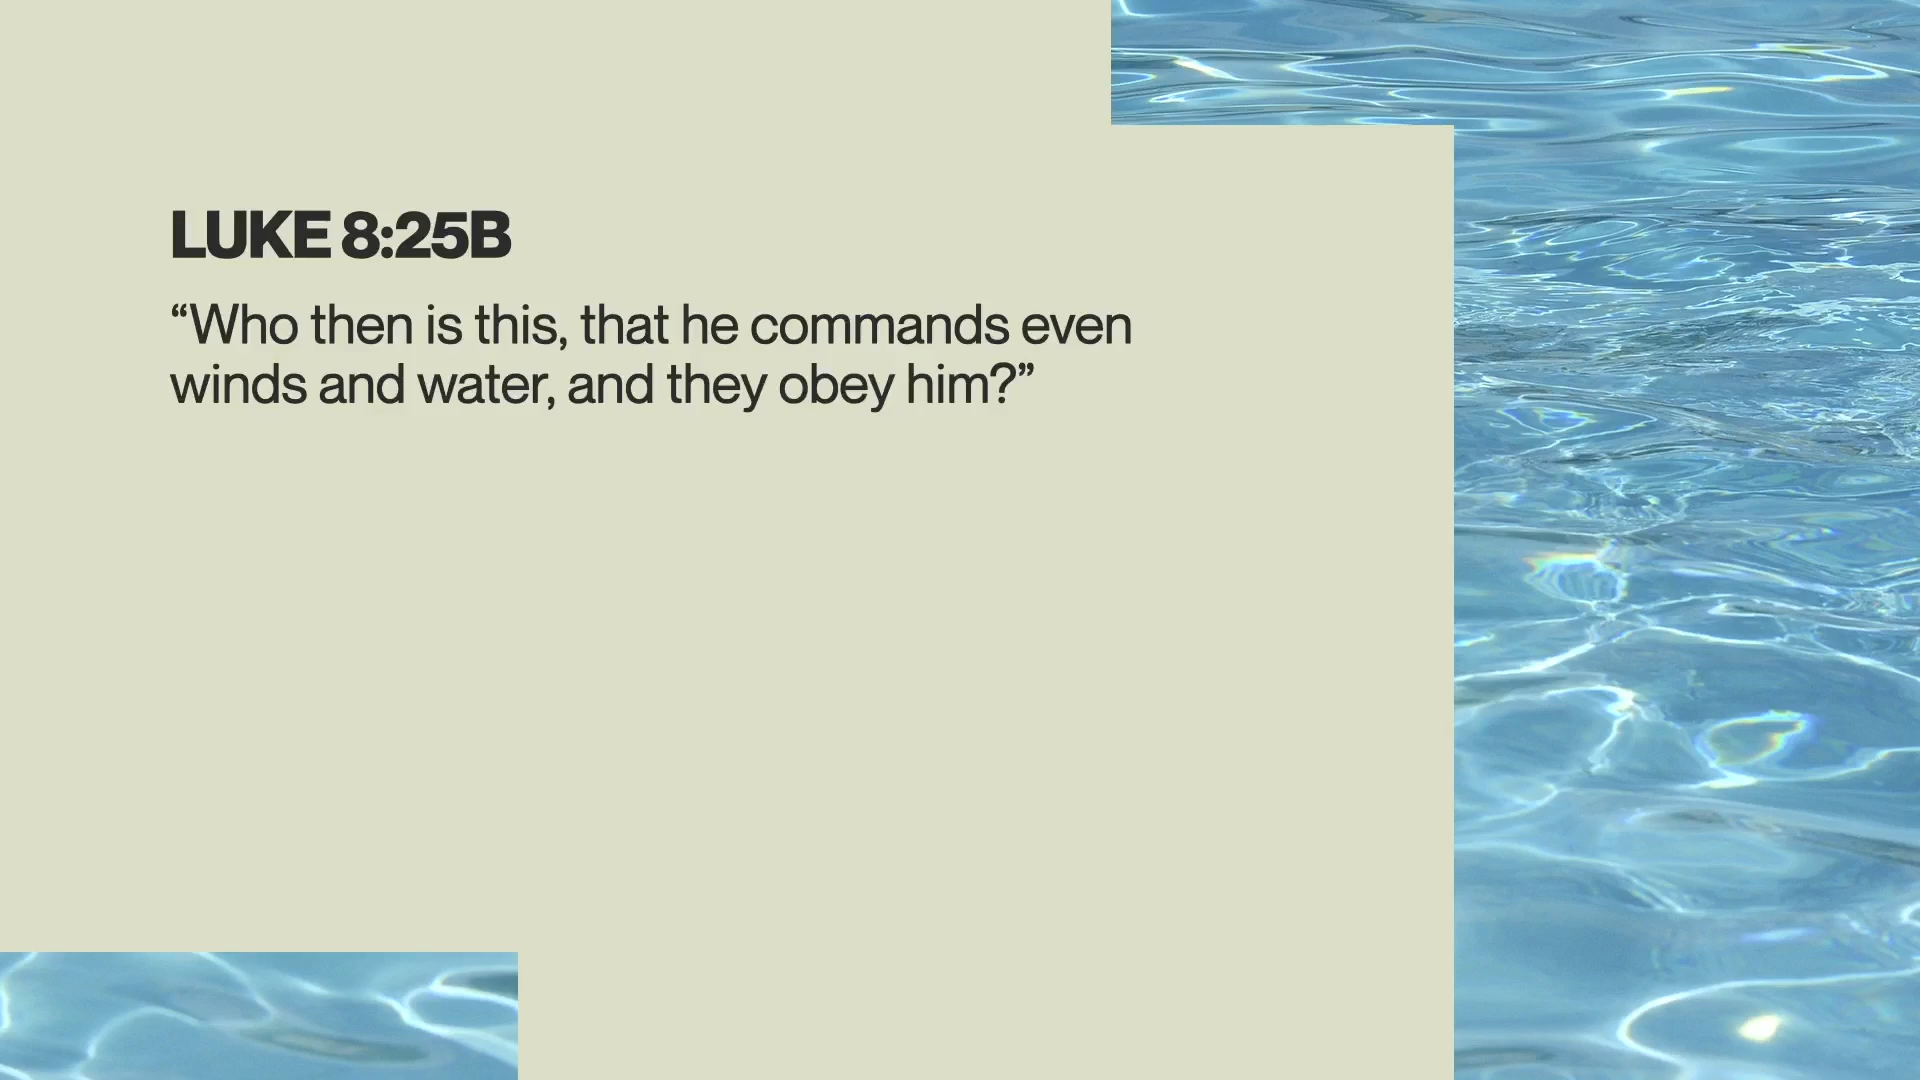 LUKE 8:25B
“Who then is this, that he commands even
winds and water, and they obey him?”